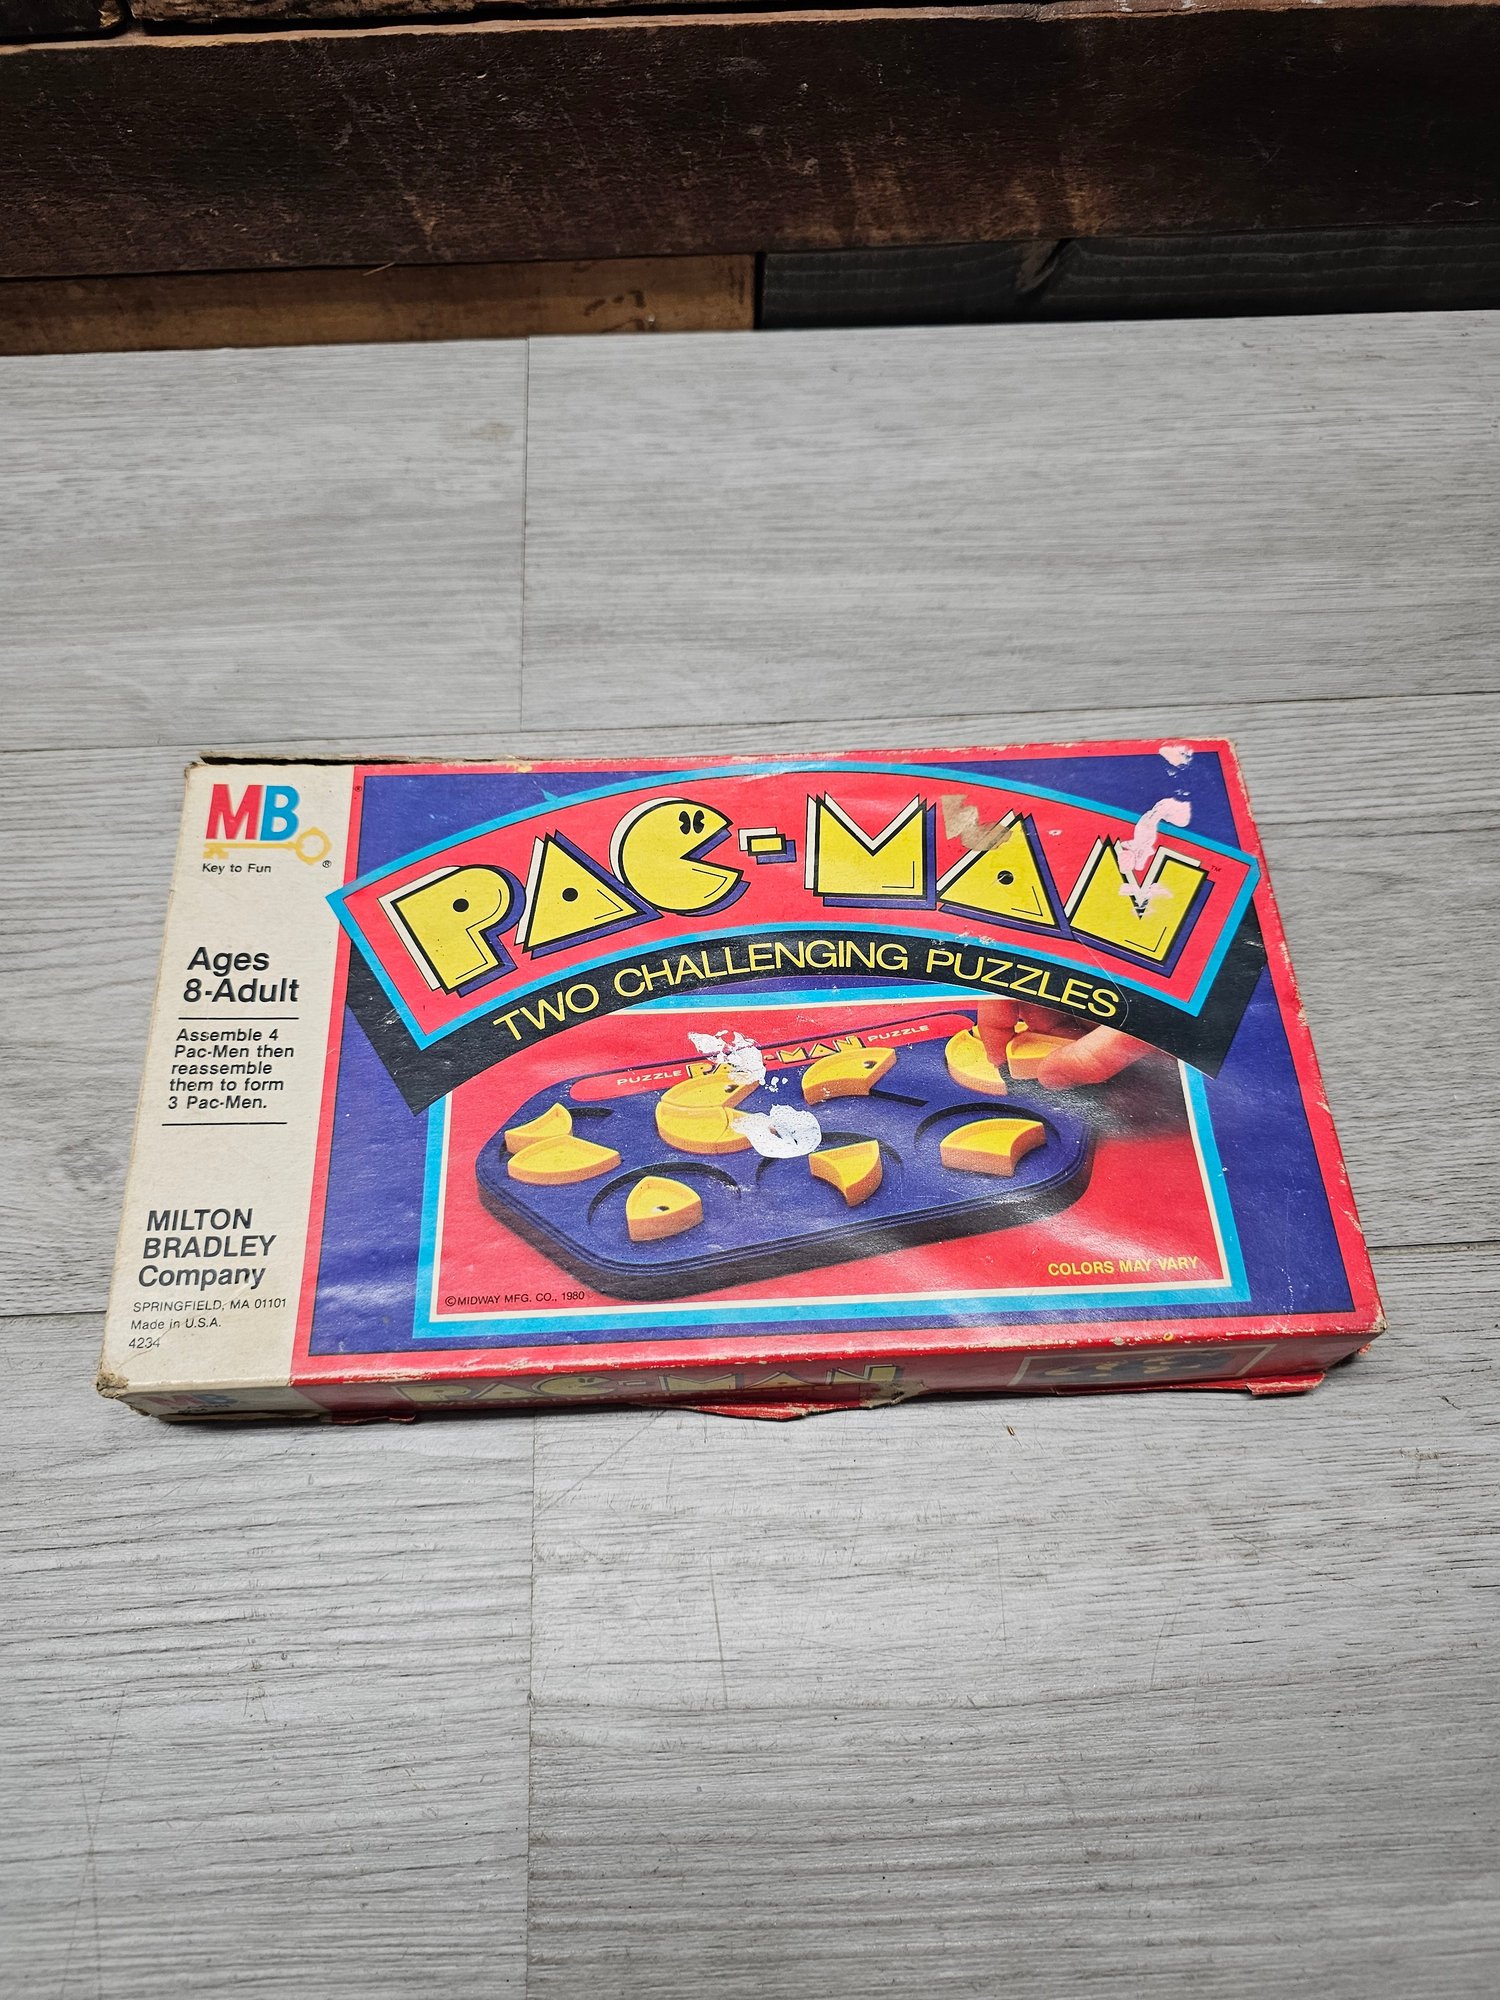 MB
®
Key to Fun
®
Ages
8-Adult
Assemble 4
Pac-Men then
reassemble
them to form
3 Pac-Men.
MILTON
BRADLEY
Company
SPRINGFIELD, MA 01101
Made in U.S.A.
4234
PAC-MAN
™
TWO CHALLENGING PUZZLES
PUZZLE PAC-MAN PUZZLE
COLORS MAY VARY
©MIDWAY MFG. CO., 1980
MB
PAC-MAN